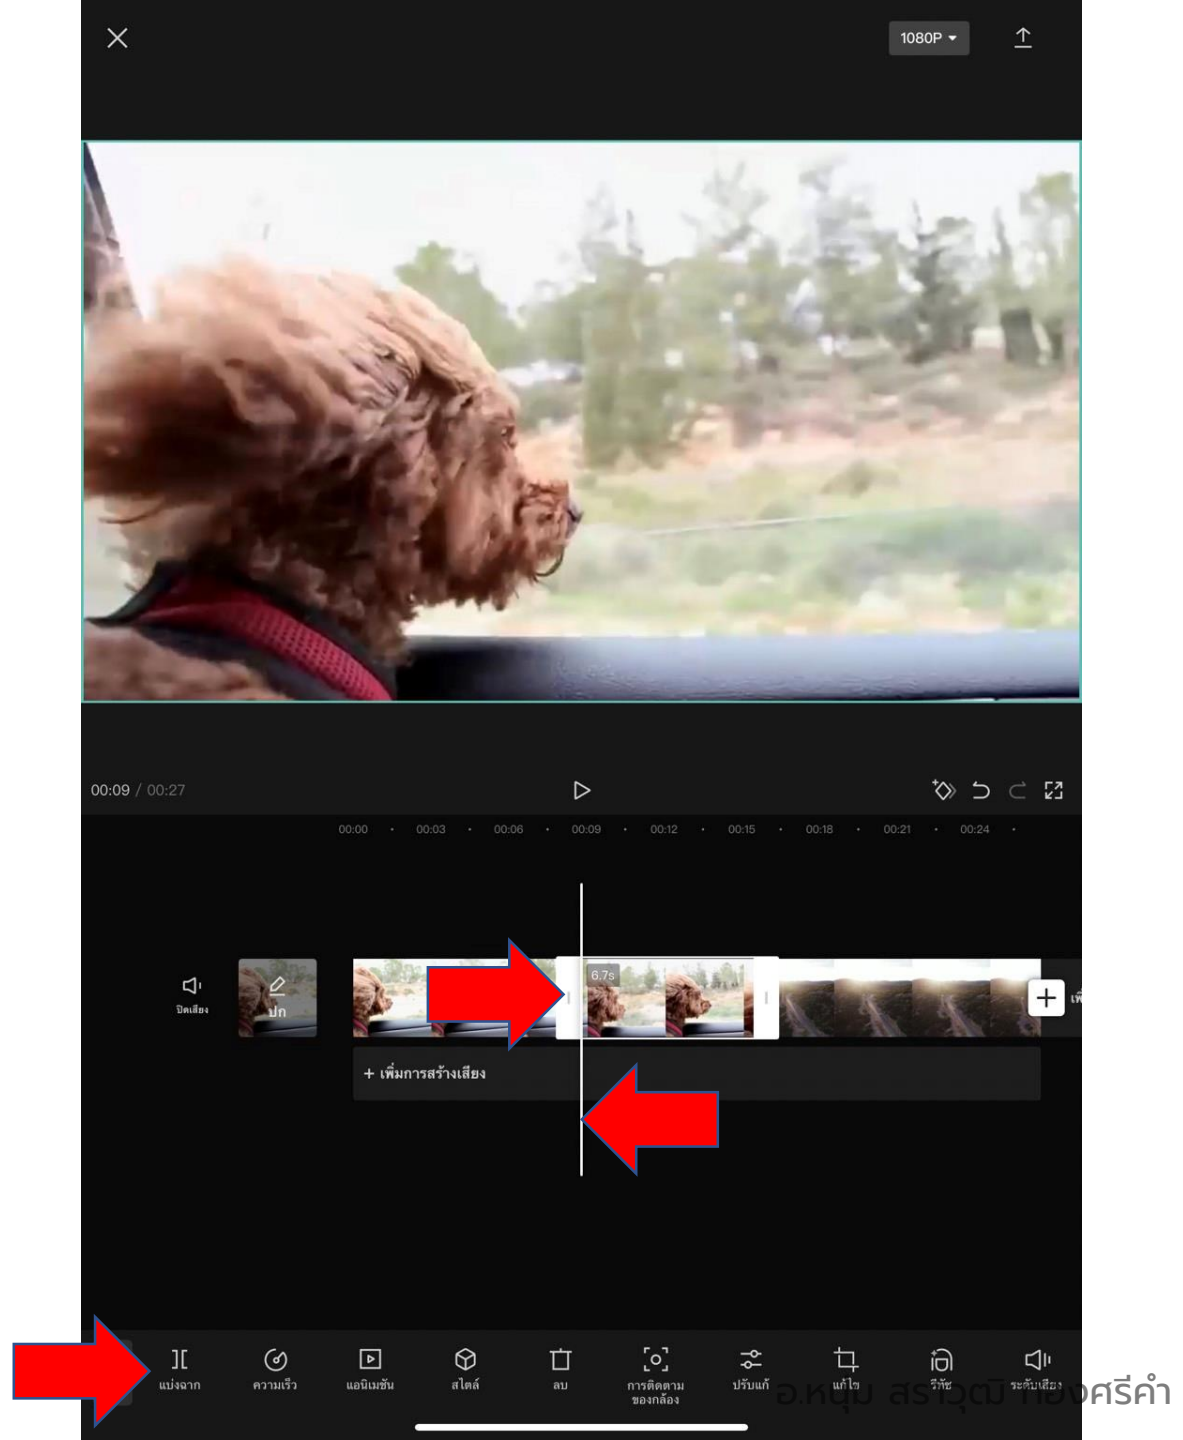 1080P
00:09 / 00:27
00:00 00:03 00:06 00:09 00:12 00:15 00:18 00:21 00:24
6.7s
ปิดเสียง
ปก
+ เพิ่มการสร้างเสียง
แบ่งฉาก ความเร็ว แอนิเมชัน สไตล์ ลบ การติดตาม ปรับแก้ แก้ไข รีทัช ระดับเสียง
ของกล้อง
อ.หนุ่ม สราวุฒิ ทองศรีคำ